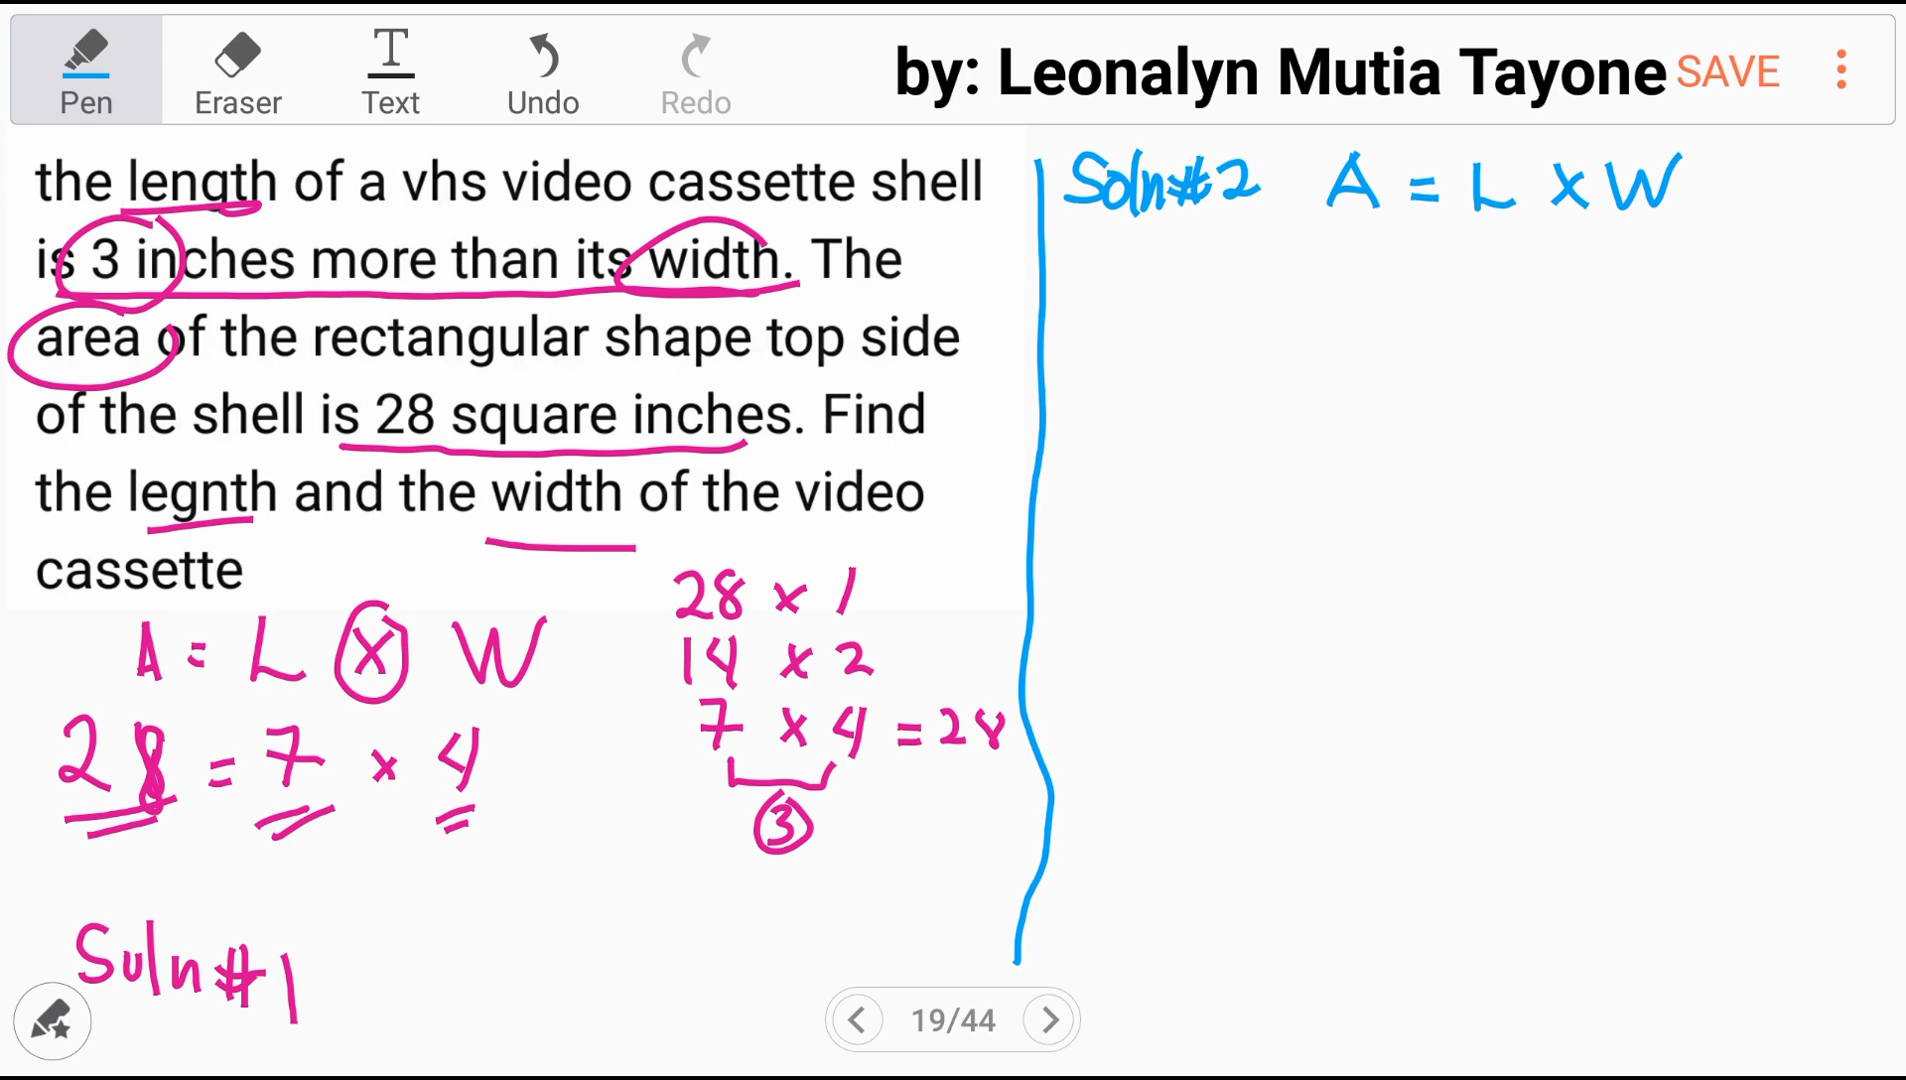 Pen
Eraser
Text
Undo
Redo
by: Leonalyn Mutia Tayone
SAVE
the length of a vhs video cassette shell
is 3 inches more than its width. The
area of the rectangular shape top side
of the shell is 28 square inches. Find
the legnth and the width of the video
cassette
A = L X W
28 = 7 x 4
28 x 1
14 x 2
7 x 4 = 28
3
Soln#1
Soln#2 A = L X W
19/44